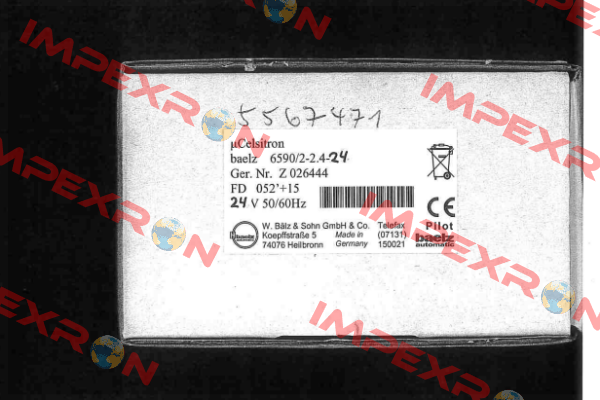 5567471
µCelsitron
baelz 6590/2-2.4-24
Ger. Nr. Z 026444
FD 052'+15
24 V 50/60Hz
CE
W. Bälz & Sohn GmbH & Co. Telefax
Koepffstraße 5 Made in (07131)
74076 Heilbronn Germany 150021
Pilot
baelz
automatic
IMPEXRON
IMPEXRON
IMPEXRON
IMPEXRON
IMPEXRON
IMPEXRON